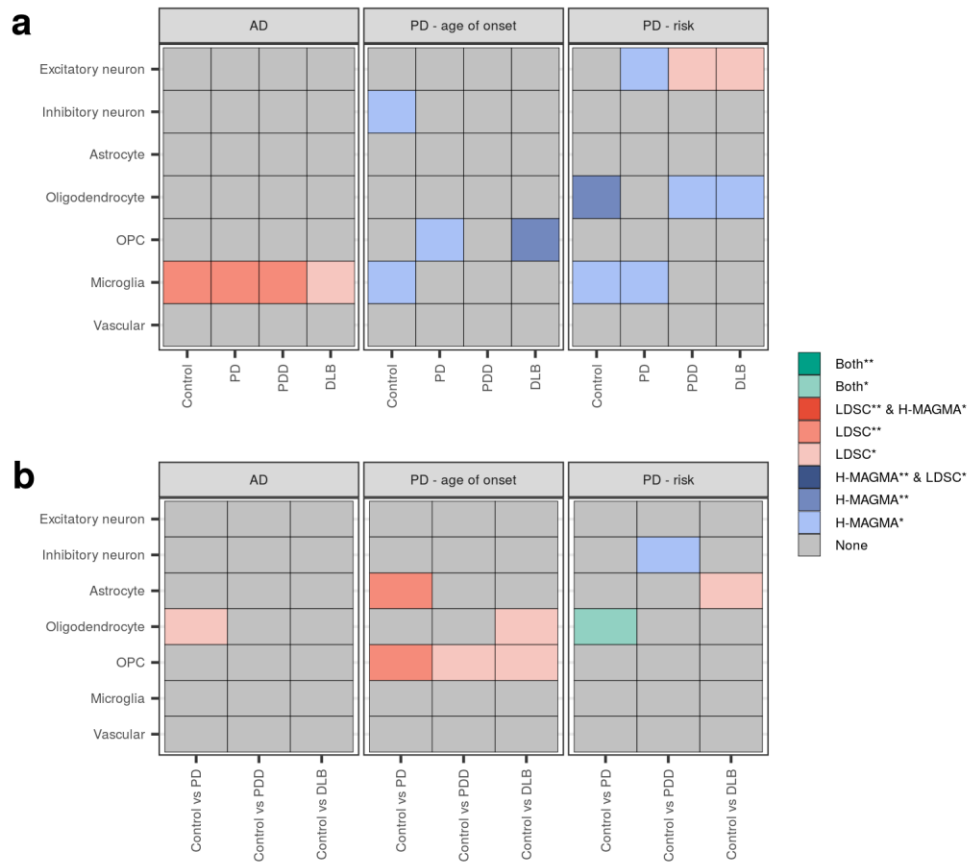 a
AD
PD - age of onset
PD - risk
Excitatory neuron
Inhibitory neuron
Astrocyte
Oligodendrocyte
OPC
Microglia
Vascular
Control
PD
PDD
DLB
Control
PD
PDD
DLB
Control
PD
PDD
DLB
Both**
Both*
LDSC** & H-MAGMA*
LDSC**
LDSC*
H-MAGMA** & LDSC*
H-MAGMA**
H-MAGMA*
None
b
AD
PD - age of onset
PD - risk
Excitatory neuron
Inhibitory neuron
Astrocyte
Oligodendrocyte
OPC
Microglia
Vascular
Control vs PD
Control vs PDD
Control vs DLB
Control vs PD
Control vs PDD
Control vs DLB
Control vs PD
Control vs PDD
Control vs DLB